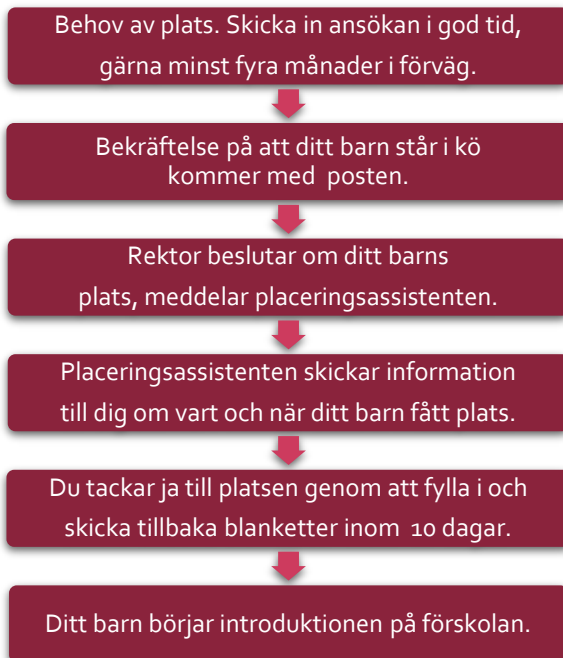 Behov av plats. Skicka in ansökan i god tid,
gärna minst fyra månader i förväg.
Bekräftelse på att ditt barn står i kö
kommer med posten.
Rektor beslutar om ditt barns
plats, meddelar placeringsassistenten.
Placeringsassistenten skickar information
till dig om vart och när ditt barn fått plats.
Du tackar ja till platsen genom att fylla i och
skicka tillbaka blanketter inom 10 dagar.
Ditt barn börjar introduktionen på förskolan.